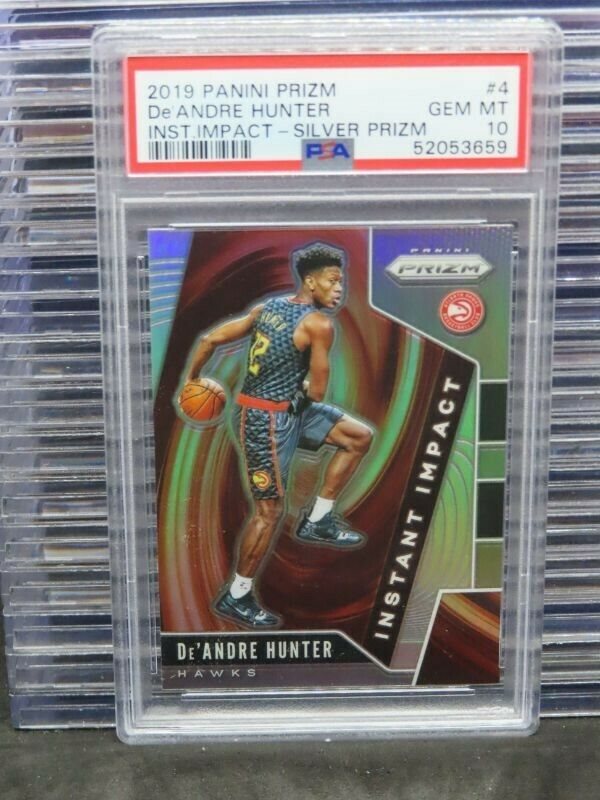 2019 PANINI PRIZM #4
De'ANDRE HUNTER GEM MT
INST.IMPACT-SILVER PRIZM 10
PSA 52053659
PANINI
PRIZM
INSTANT IMPACT
DE'ANDRE HUNTER
HAWKS